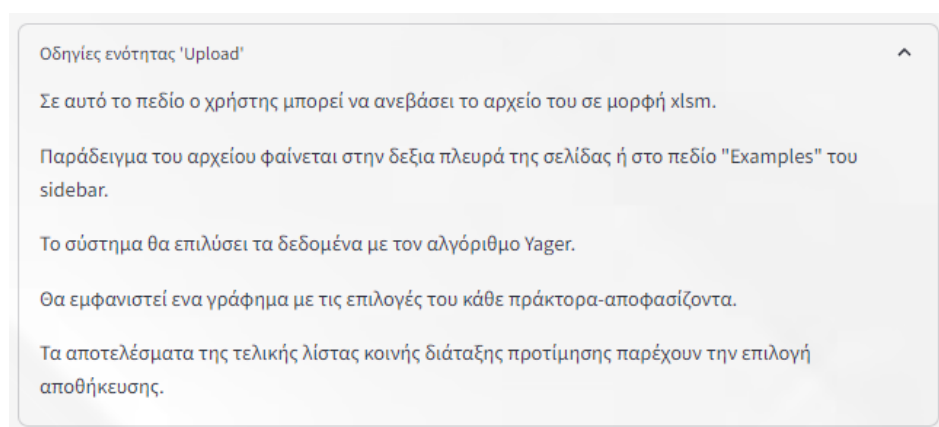 Οδηγίες ενότητας 'Upload'
Σε αυτό το πεδίο ο χρήστης μπορεί να ανεβάσει το αρχείο του σε μορφή xlsm.
Παράδειγμα του αρχείου φαίνεται στην δεξια πλευρά της σελίδας ή στο πεδίο "Examples" του
sidebar.
Το σύστημα θα επιλύσει τα δεδομένα με τον αλγόριθμο Yager.
Θα εμφανιστεί ενα γράφημα με τις επιλογές του κάθε πράκτορα-αποφασίζοντα.
Τα αποτελέσματα της τελικής λίστας κοινής διάταξης προτίμησης παρέχουν την επιλογή
αποθήκευσης.